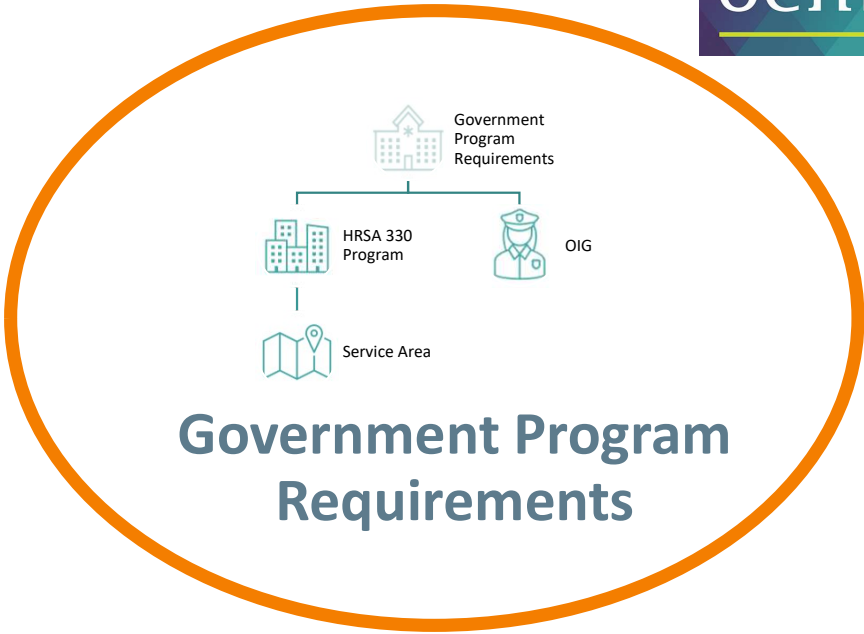 Government
Program
Requirements
HRSA 330
Program
OIG
Service Area
Government Program
Requirements